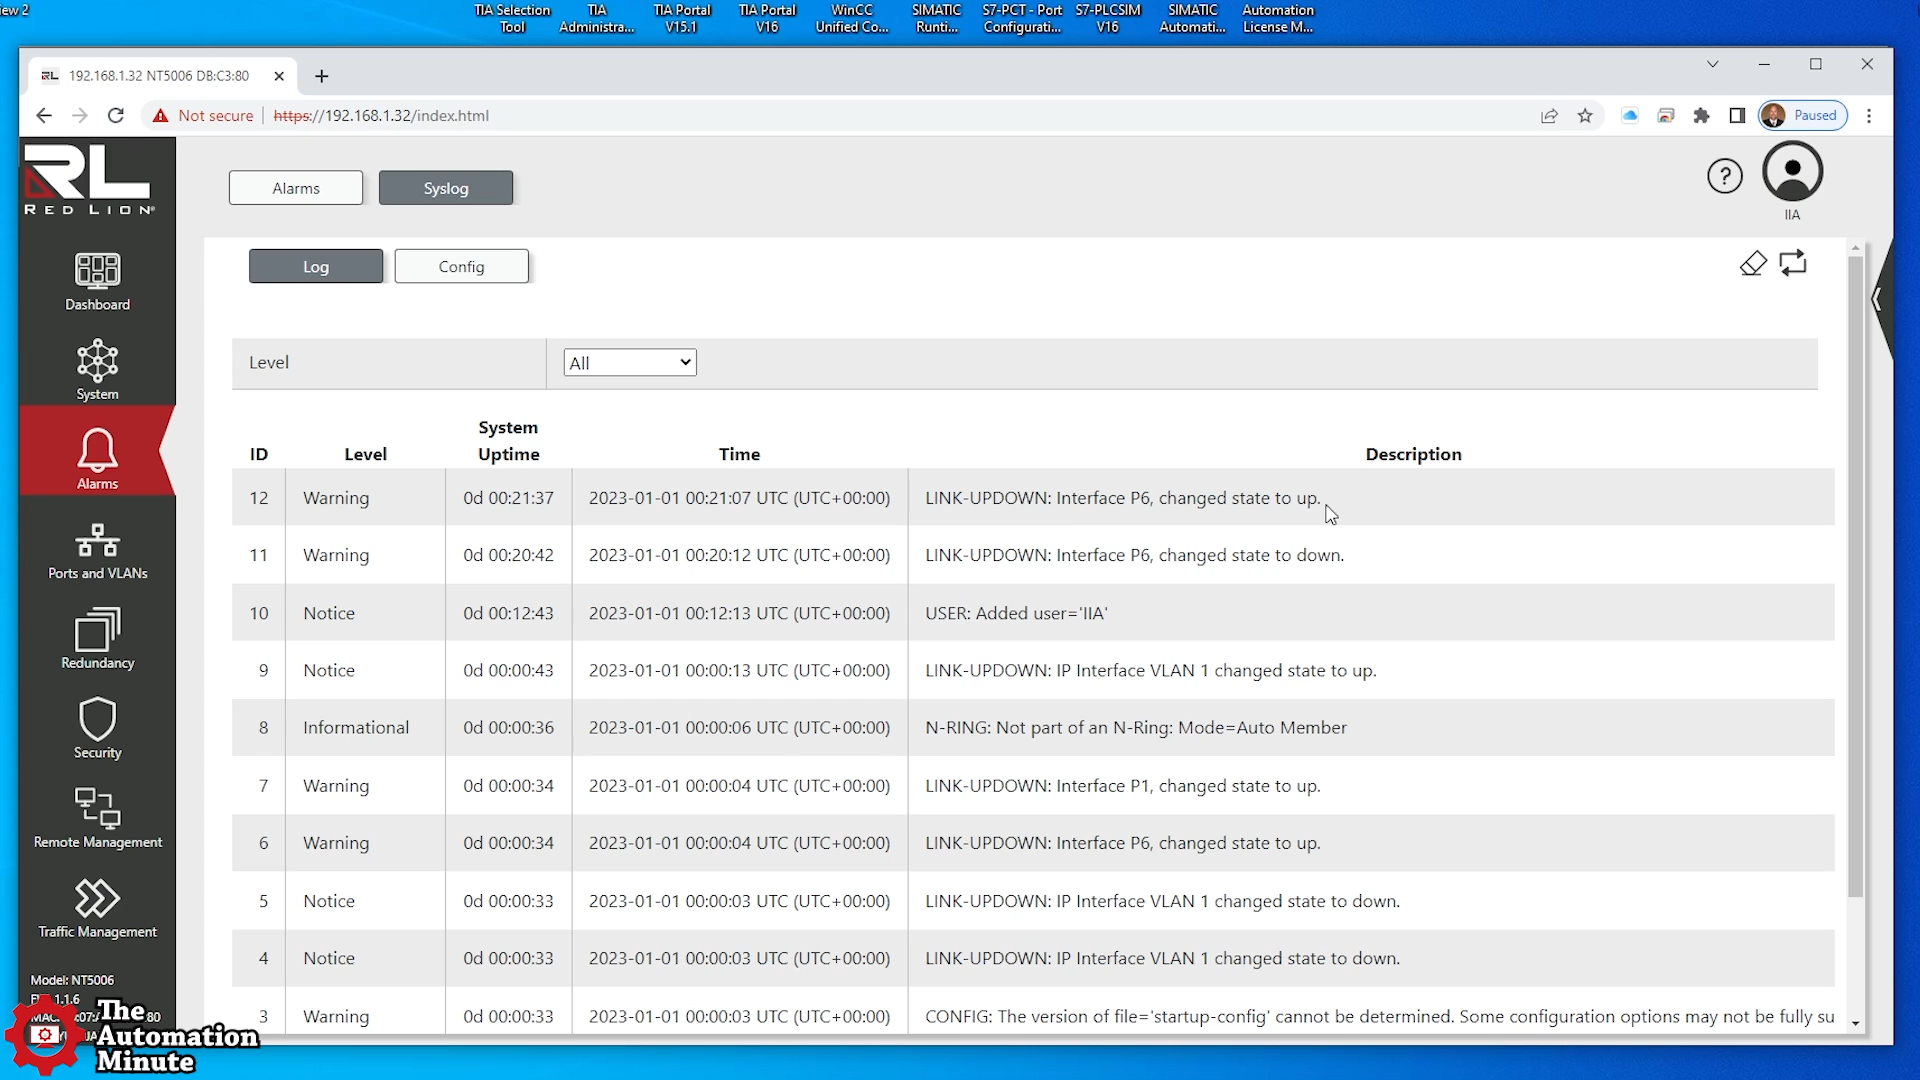 iew 2
TIA Selection Tool
TIA Administra...
TIA Portal V15.1
TIA Portal V16
WinCC Unified Co...
SIMATIC Runti...
S7-PCT - Port Configurati...
S7-PLCSIM V16
SIMATIC Automati...
Automation License M...
192.168.1.32 NT5006 DB:C3:80
Not secure https://192.168.1.32/index.html
Paused
RL
RED LION®
Alarms Syslog
?
IIA
Log Config
Dashboard
System
Alarms
Ports and VLANs
Redundancy
Security
Remote Management
Traffic Management
Model: NT5006
1.1.6
MAC:
:80
Level All
ID Level System Uptime Time Description
12 Warning 0d 00:21:37 2023-01-01 00:21:07 UTC (UTC+00:00) LINK-UPDOWN: Interface P6, changed state to up.
11 Warning 0d 00:20:42 2023-01-01 00:20:12 UTC (UTC+00:00) LINK-UPDOWN: Interface P6, changed state to down.
10 Notice 0d 00:12:43 2023-01-01 00:12:13 UTC (UTC+00:00) USER: Added user='IIA'
9 Notice 0d 00:00:43 2023-01-01 00:00:13 UTC (UTC+00:00) LINK-UPDOWN: IP Interface VLAN 1 changed state to up.
8 Informational 0d 00:00:36 2023-01-01 00:00:06 UTC (UTC+00:00) N-RING: Not part of an N-Ring: Mode=Auto Member
7 Warning 0d 00:00:34 2023-01-01 00:00:04 UTC (UTC+00:00) LINK-UPDOWN: Interface P1, changed state to up.
6 Warning 0d 00:00:34 2023-01-01 00:00:04 UTC (UTC+00:00) LINK-UPDOWN: Interface P6, changed state to up.
5 Notice 0d 00:00:33 2023-01-01 00:00:03 UTC (UTC+00:00) LINK-UPDOWN: IP Interface VLAN 1 changed state to down.
4 Notice 0d 00:00:33 2023-01-01 00:00:03 UTC (UTC+00:00) LINK-UPDOWN: IP Interface VLAN 1 changed state to down.
3 Warning 0d 00:00:33 2023-01-01 00:00:03 UTC (UTC+00:00) CONFIG: The version of file='startup-config' cannot be determined. Some configuration options may not be fully su
The
Automation
Minute